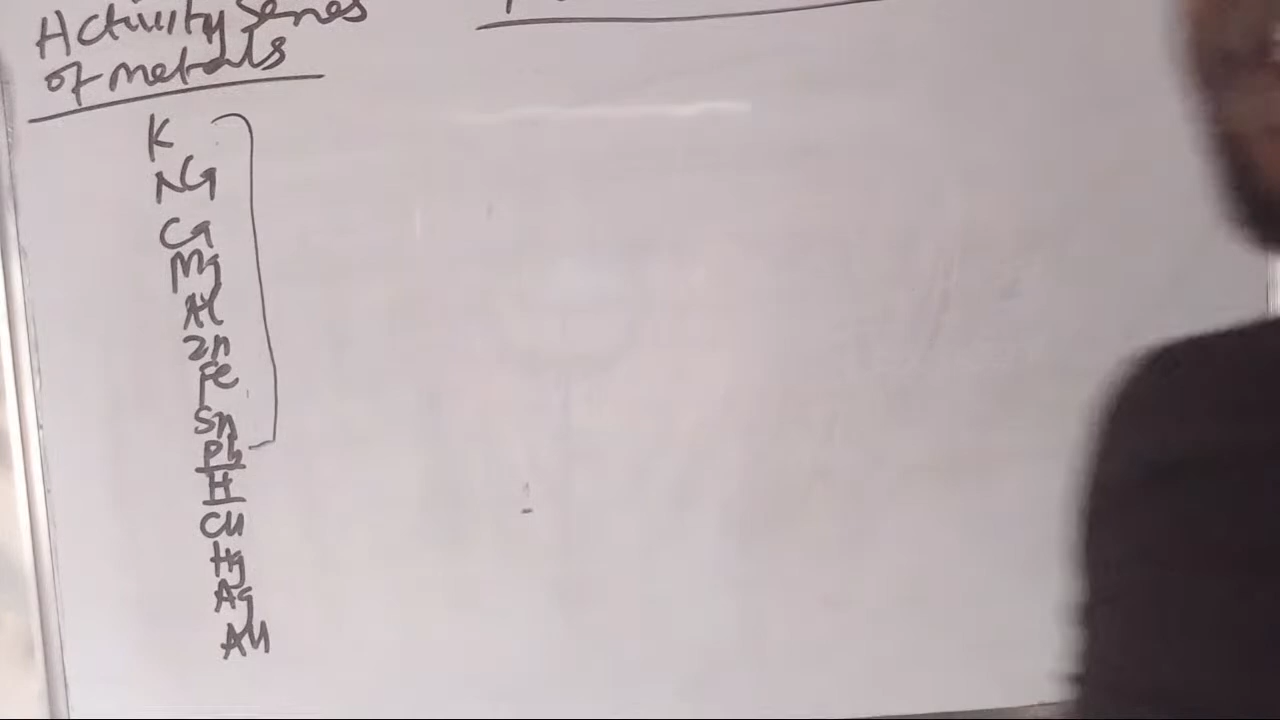 Activity Series
of metals
K
Na
Ca
Mg
Al
Zn
Fe
Sn
Pb
H
Cu
Hg
Ag
Au